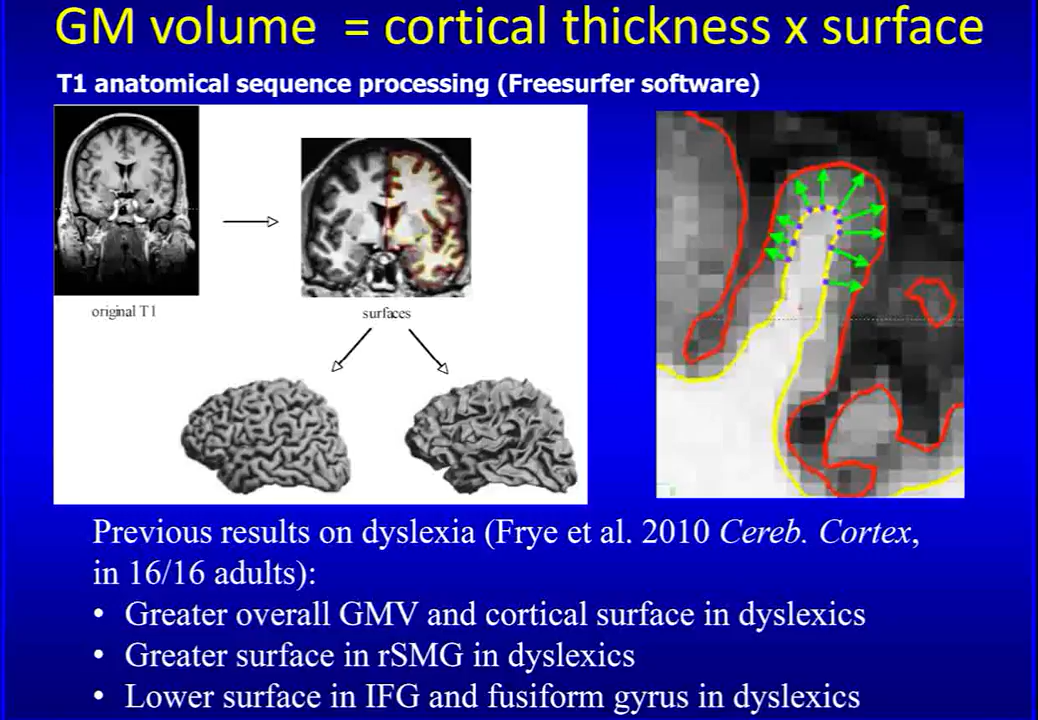 GM volume = cortical thickness x surface
T1 anatomical sequence processing (Freesurfer software)
original T1
surfaces
Previous results on dyslexia (Frye et al. 2010 Cereb. Cortex,
in 16/16 adults):
• Greater overall GMV and cortical surface in dyslexics
• Greater surface in rSMG in dyslexics
• Lower surface in IFG and fusiform gyrus in dyslexics